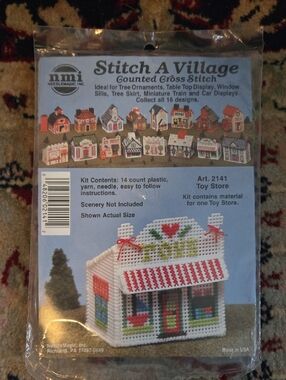 nmi
NEEDLEMAGIC INC.
Stitch A Village
Counted Cross Stitch
Ideal for Tree Ornaments, Table Top Display, Window
Sills, Tree Skirt, Miniature Train and Car Displays.
Collect all 16 designs.
Kit Contents: 14 count plastic,
yarn, needle, easy to follow
instructions.
Scenery Not Included
Shown Actual Size
Art. 2141
Toy Store
Kit contains material
for one Toy Store.
TOYS
NeedleMagic, Inc.
Made in USA